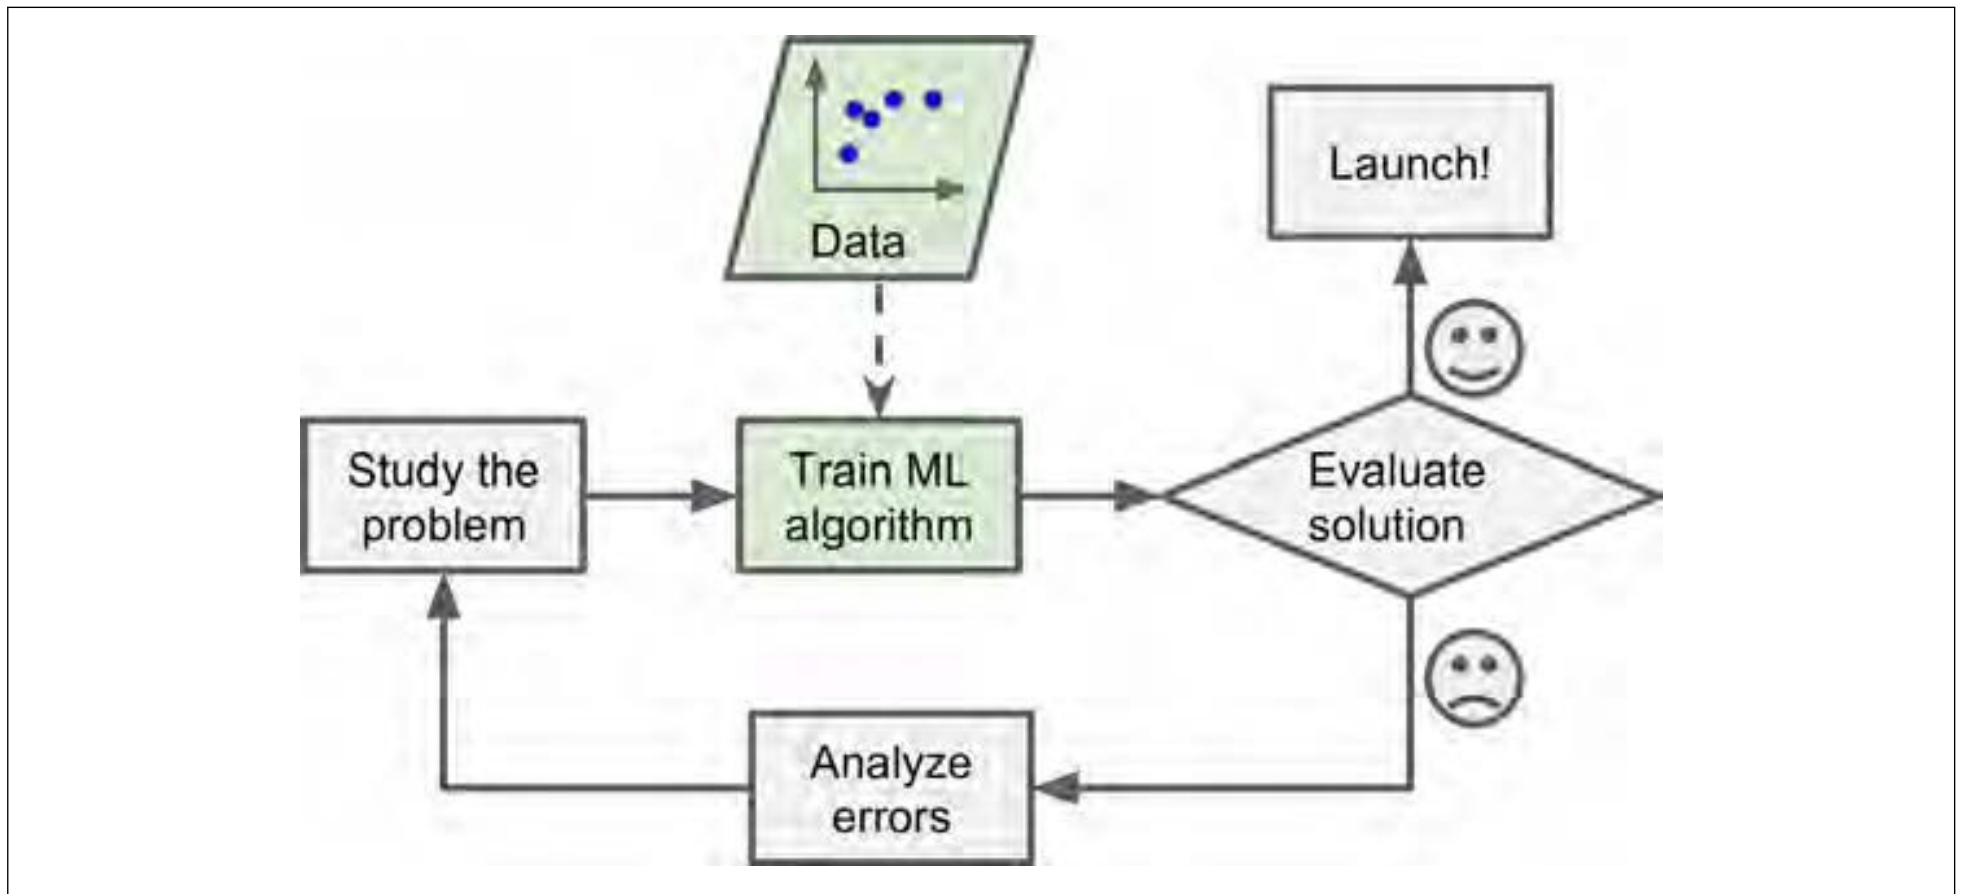 Data
Launch!
Study the
problem
Train ML
algorithm
Evaluate
solution
Analyze
errors